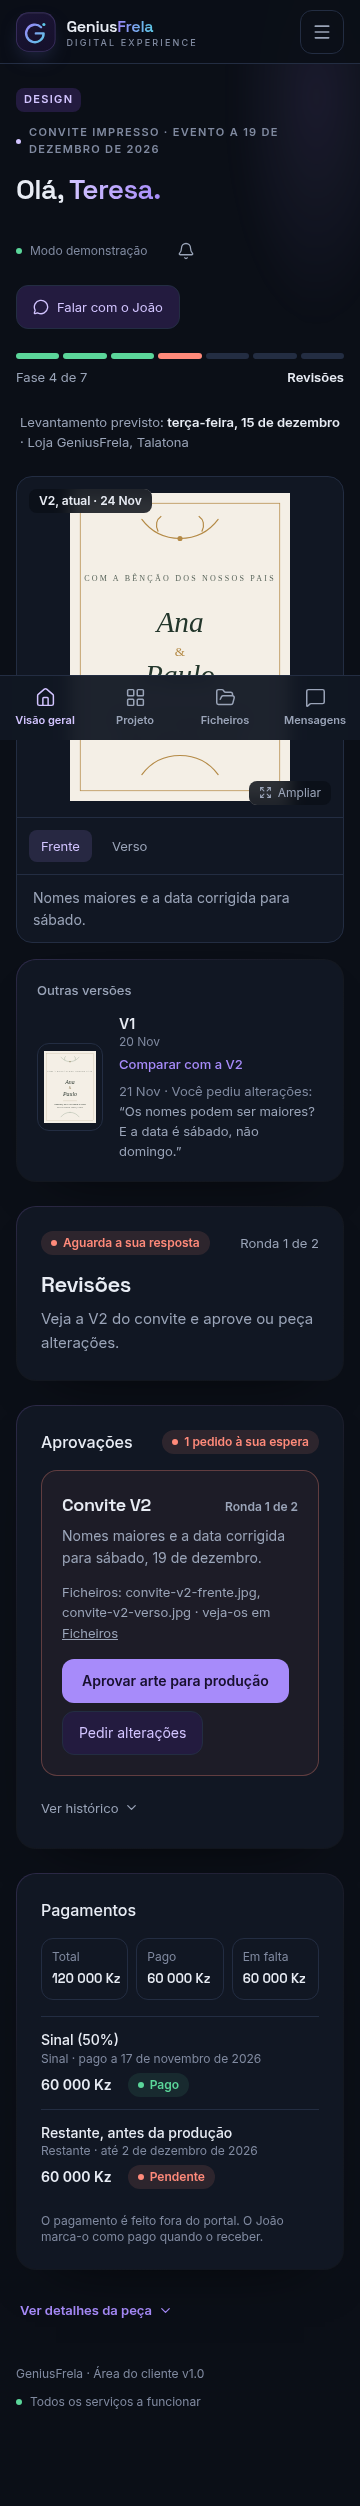 GeniusFrela
DIGITAL EXPERIENCE
DESIGN
CONVITE IMPRESSO · EVENTO A 19 DE
DEZEMBRO DE 2026
Olá, Teresa.
Modo demonstração
Falar com o João
Fase 4 de 7
Revisões
Levantamento previsto: terça-feira, 15 de dezembro
· Loja GeniusFrela, Talatona
V2, atual · 24 Nov
COM A BÊNÇÃO DOS NOSSOS PAIS
Ana
&
Paulo
Visão geral
Projeto
Ficheiros
Mensagens
Ampliar
Frente
Verso
Nomes maiores e a data corrigida para
sábado.
Outras versões
V1
20 Nov
Comparar com a V2
21 Nov · Você pediu alterações:
“Os nomes podem ser maiores?
E a data é sábado, não
domingo.”
Ana
&
Paulo
Aguarda a sua resposta
Ronda 1 de 2
Revisões
Veja a V2 do convite e aprove ou peça
alterações.
Aprovações
1 pedido à sua espera
Convite V2
Ronda 1 de 2
Nomes maiores e a data corrigida
para sábado, 19 de dezembro.
Ficheiros: convite-v2-frente.jpg,
convite-v2-verso.jpg · veja-os em
Ficheiros
Aprovar arte para produção
Pedir alterações
Ver histórico
Pagamentos
Total
120 000 Kz
Pago
60 000 Kz
Em falta
60 000 Kz
Sinal (50%)
Sinal · pago a 17 de novembro de 2026
60 000 Kz
Pago
Restante, antes da produção
Restante · até 2 de dezembro de 2026
60 000 Kz
Pendente
O pagamento é feito fora do portal. O João
marca-o como pago quando o receber.
Ver detalhes da peça
GeniusFrela · Área do cliente v1.0
Todos os serviços a funcionar